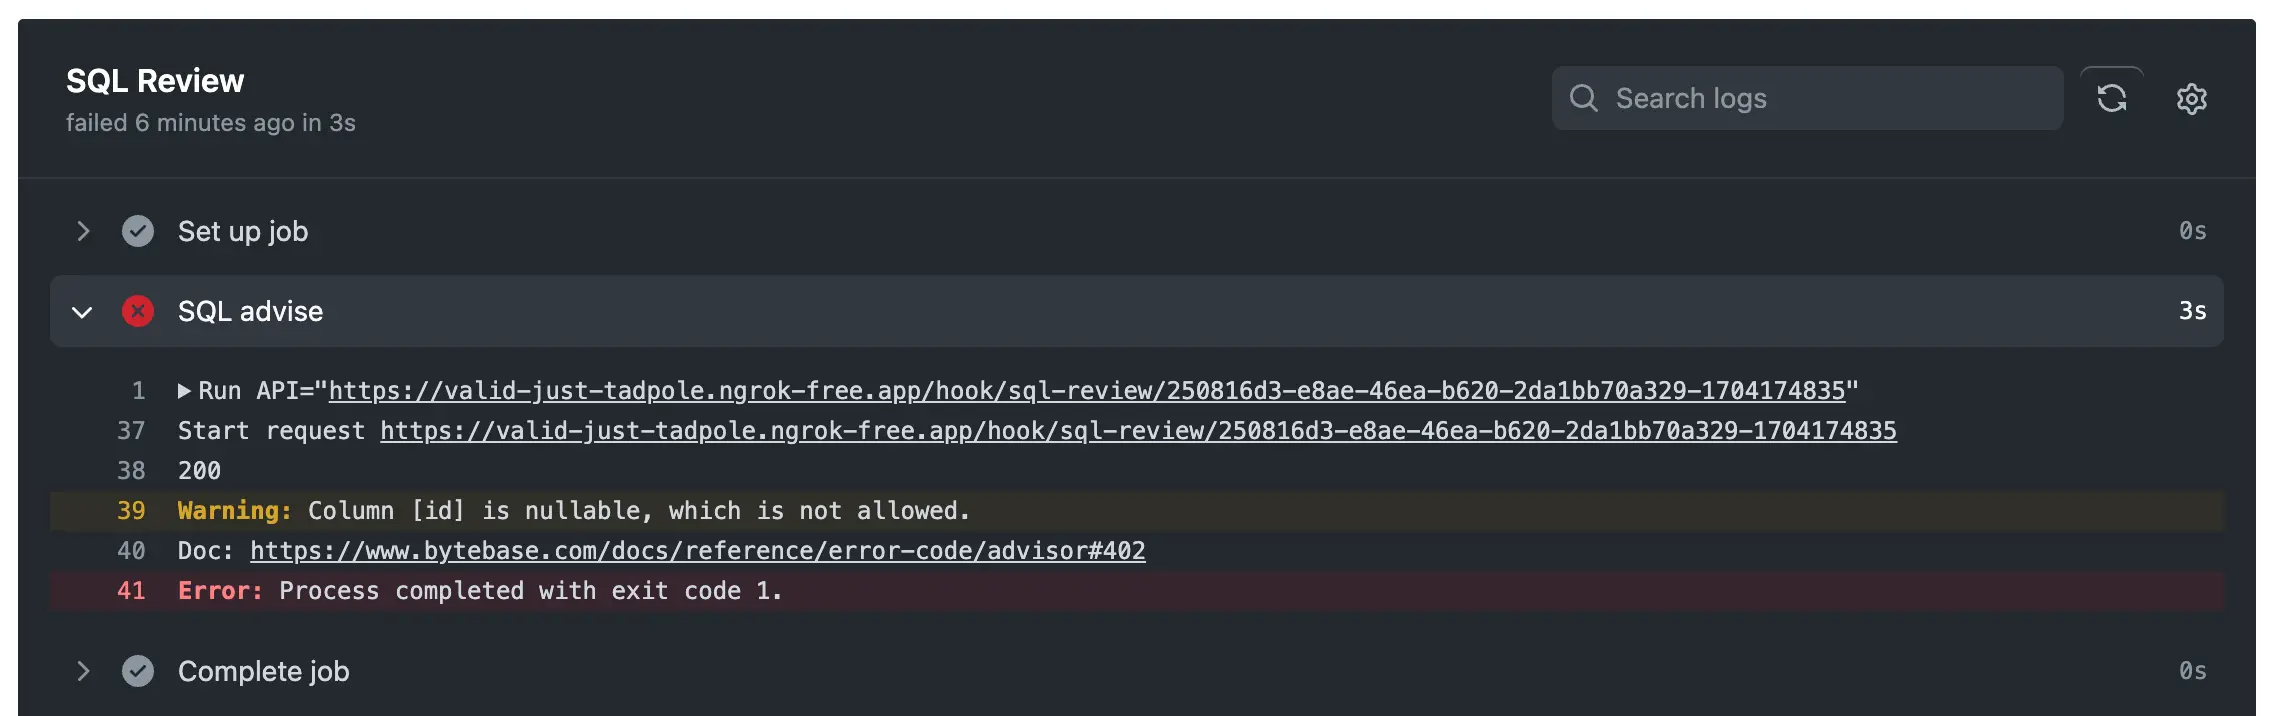 SQL Review
failed 6 minutes ago in 3s
Search logs
Set up job 0s
SQL advise 3s
1 Run API="https://valid-just-tadpole.ngrok-free.app/hook/sql-review/250816d3-e8ae-46ea-b620-2da1bb70a329-1704174835"
37 Start request https://valid-just-tadpole.ngrok-free.app/hook/sql-review/250816d3-e8ae-46ea-b620-2da1bb70a329-1704174835
38 200
39 Warning: Column [id] is nullable, which is not allowed.
40 Doc: https://www.bytebase.com/docs/reference/error-code/advisor#402
41 Error: Process completed with exit code 1.
Complete job 0s